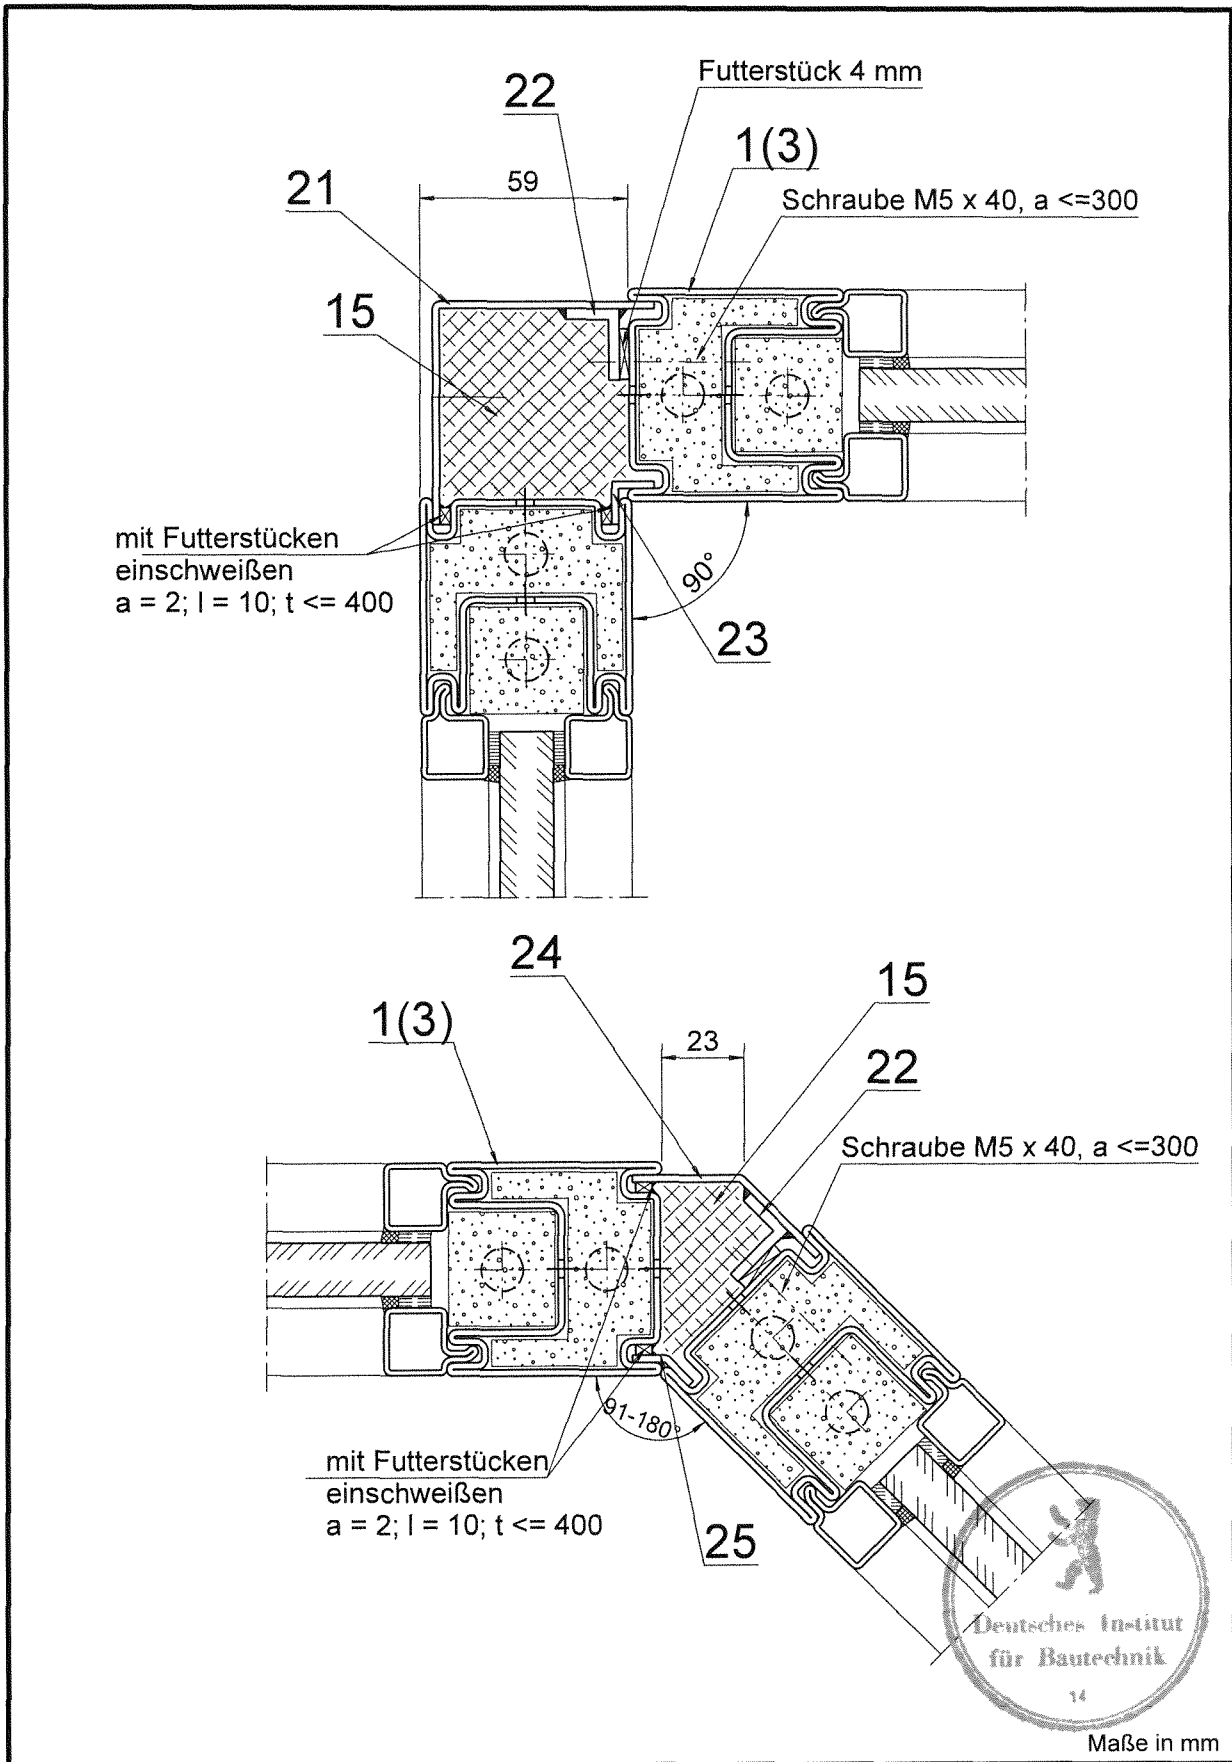 Futterstück 4 mm
22
1(3)
59
21
Schraube M5 x 40, a <=300
15
mit Futterstücken
einschweißen
a = 2; l = 10; t <= 400
90°
23
24
15
1(3)
23
22
Schraube M5 x 40, a <=300
91-180°
mit Futterstücken
einschweißen
a = 2; l = 10; t <= 400
25
Deutsches Institut
für Bautechnik
14
Maße in mm